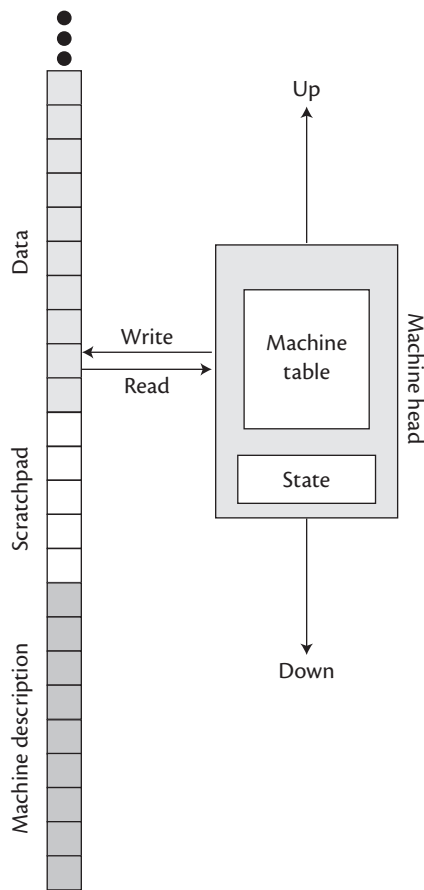 Up
Data
Write
Read
Machine
table
Machine head
Scratchpad
State
Machine description
Down